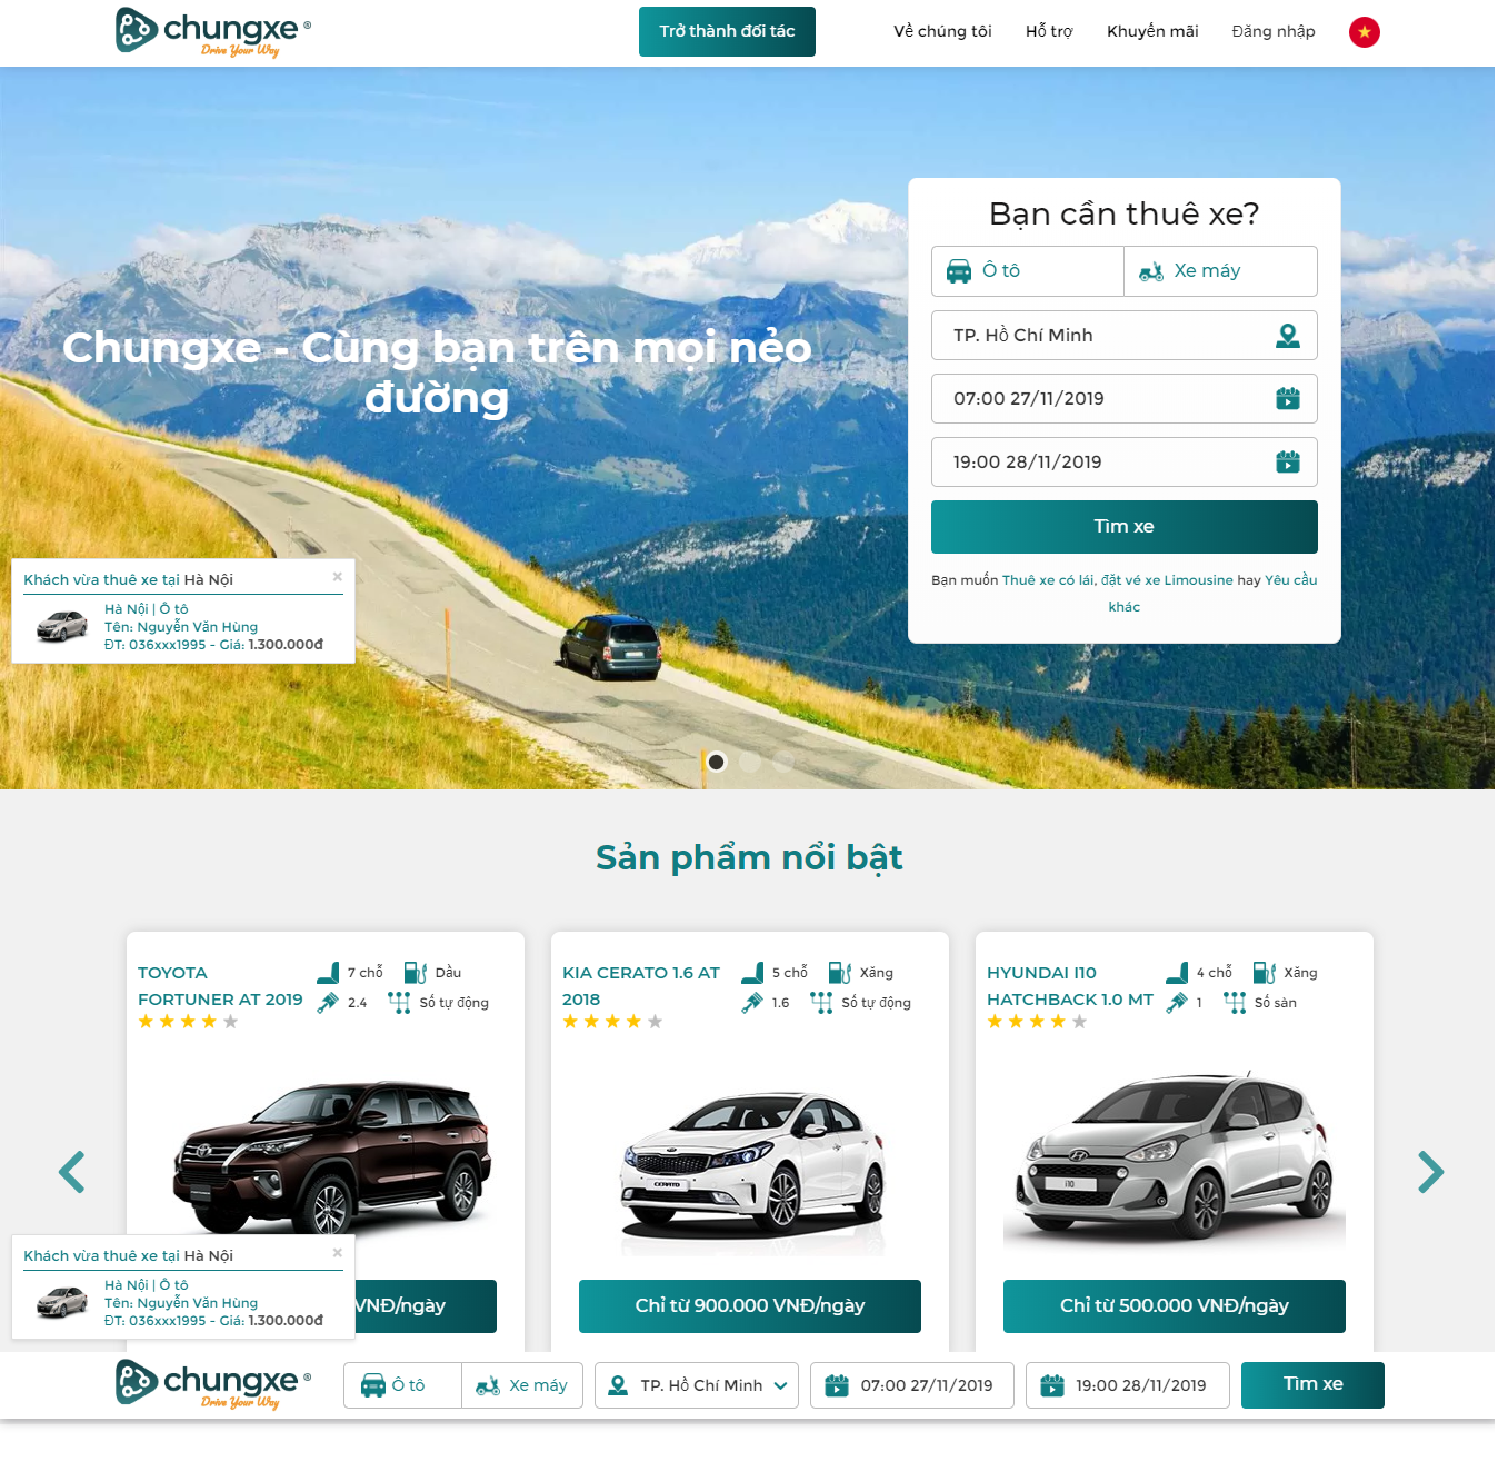 chungxe ®
Drive Your Way
Trở thành đối tác
Về chúng tôi
Hỗ trợ
Khuyến mãi
Đăng nhập
Chungxe - Cùng bạn trên mọi nẻo
đường
Bạn cần thuê xe?
Ô tô
Xe máy
TP. Hồ Chí Minh
07:00 27/11/2019
19:00 28/11/2019
Tìm xe
Bạn muốn Thuê xe có lái, đặt vé xe Limousine hay Yêu cầu
khác
Khách vừa thuê xe tại Hà Nội ×
Hà Nội | Ô tô
Tên: Nguyễn Văn Hùng
ĐT: 036xxx1995 - Giá: 1.300.000đ
Sản phẩm nổi bật
TOYOTA
FORTUNER AT 2019
7 chỗ
Dầu
2.4
Số tự động
KIA CERATO 1.6 AT
2018
5 chỗ
Xăng
1.6
Số tự động
HYUNDAI I10
HATCHBACK 1.0 MT
4 chỗ
Xăng
1
Số sàn
CERATO
i10
VNĐ/ngày
Chỉ từ 900.000 VNĐ/ngày
Chỉ từ 500.000 VNĐ/ngày
Khách vừa thuê xe tại Hà Nội ×
Hà Nội | Ô tô
Tên: Nguyễn Văn Hùng
ĐT: 036xxx1995 - Giá: 1.300.000đ
chungxe ®
Drive Your Way
Ô tô
Xe máy
TP. Hồ Chí Minh
07:00 27/11/2019
19:00 28/11/2019
Tìm xe